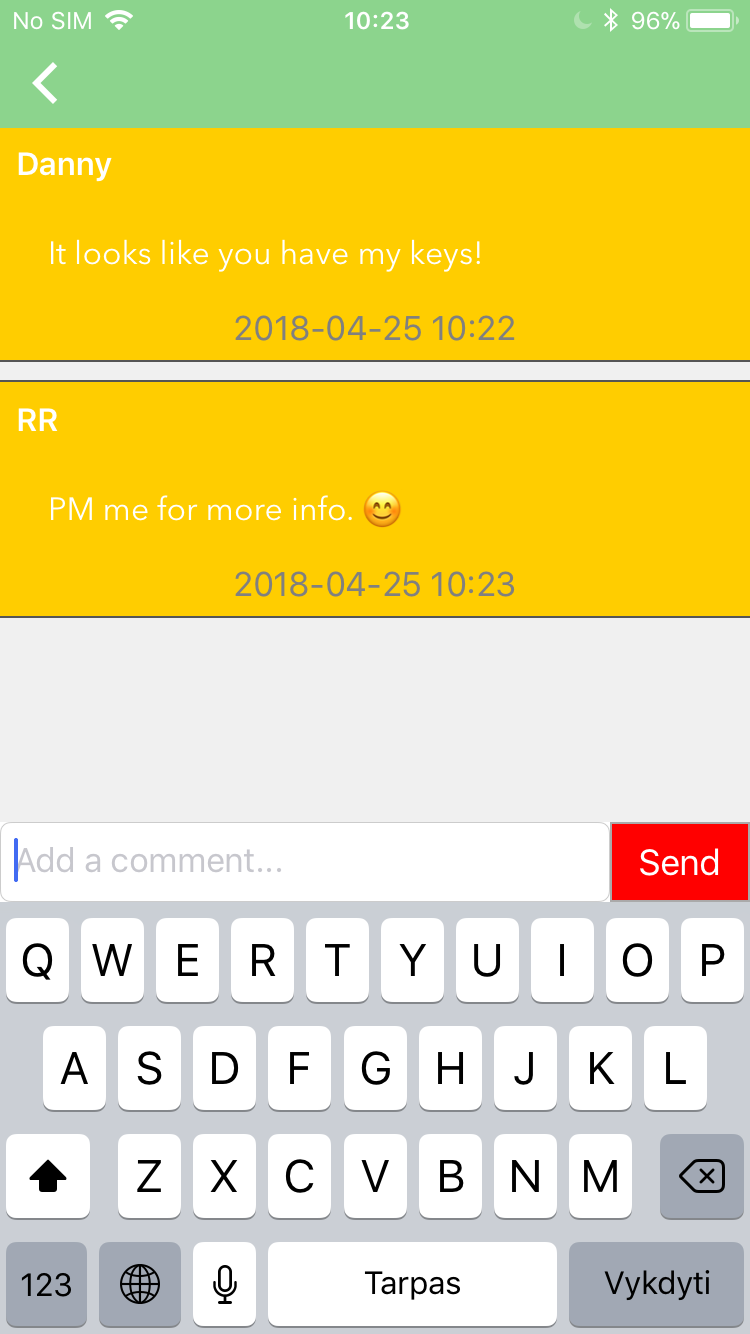 No SIM 10:23 96%
Danny
It looks like you have my keys!
2018-04-25 10:22
RR
PM me for more info. 😊
2018-04-25 10:23
Add a comment... Send
Q W E R T Y U I O P
A S D F G H J K L
Z X C V B N M
123 Tarpas Vykdyti